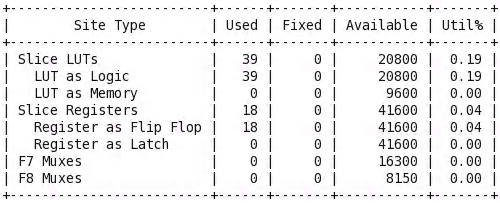 +-------------------------+------+-------+-----------+-------+
|        Site Type        | Used | Fixed | Available | Util% |
+-------------------------+------+-------+-----------+-------+
| Slice LUTs              |   39 |     0 |     20800 |  0.19 |
|   LUT as Logic          |   39 |     0 |     20800 |  0.19 |
|   LUT as Memory         |    0 |     0 |      9600 |  0.00 |
| Slice Registers         |   18 |     0 |     41600 |  0.04 |
|   Register as Flip Flop |   18 |     0 |     41600 |  0.04 |
|   Register as Latch     |    0 |     0 |     41600 |  0.00 |
| F7 Muxes                |    0 |     0 |     16300 |  0.00 |
| F8 Muxes                |    0 |     0 |      8150 |  0.00 |
+-------------------------+------+-------+-----------+-------+